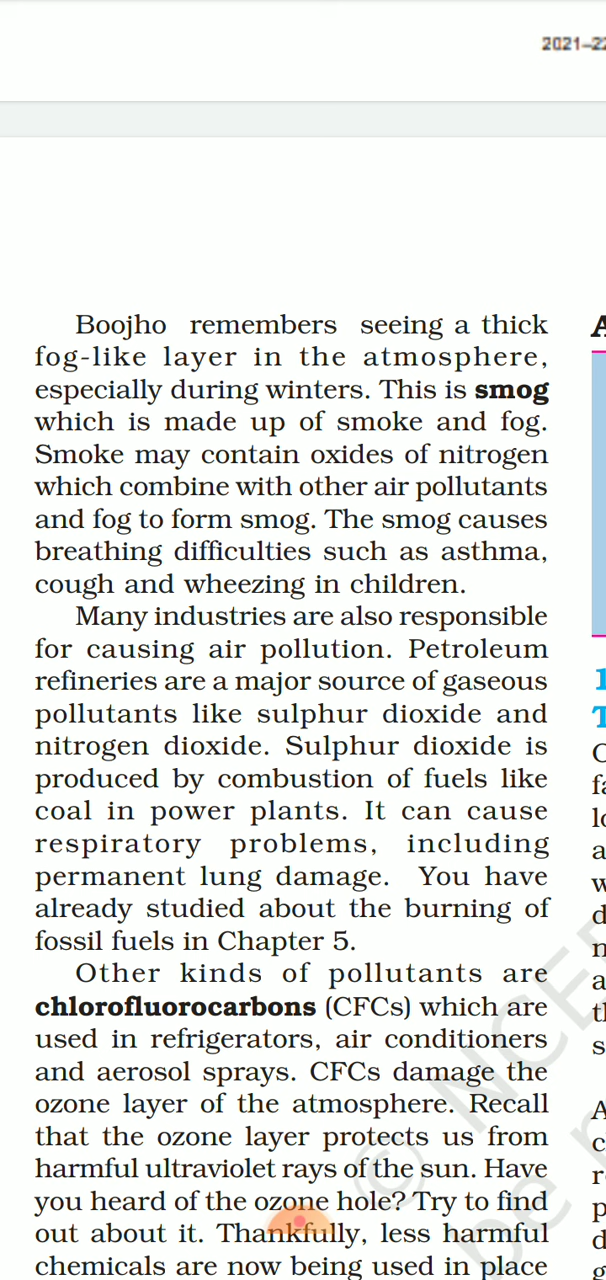 2021–22
Boojho remembers seeing a thick
fog-like layer in the atmosphere,
especially during winters. This is smog
which is made up of smoke and fog.
Smoke may contain oxides of nitrogen
which combine with other air pollutants
and fog to form smog. The smog causes
breathing difficulties such as asthma,
cough and wheezing in children.
Many industries are also responsible
for causing air pollution. Petroleum
refineries are a major source of gaseous
pollutants like sulphur dioxide and
nitrogen dioxide. Sulphur dioxide is
produced by combustion of fuels like
coal in power plants. It can cause
respiratory problems, including
permanent lung damage. You have
already studied about the burning of
fossil fuels in Chapter 5.
Other kinds of pollutants are
chlorofluorocarbons (CFCs) which are
used in refrigerators, air conditioners
and aerosol sprays. CFCs damage the
ozone layer of the atmosphere. Recall
that the ozone layer protects us from
harmful ultraviolet rays of the sun. Have
you heard of the ozone hole? Try to find
out about it. Thankfully, less harmful
chemicals are now being used in place
© NCE
be